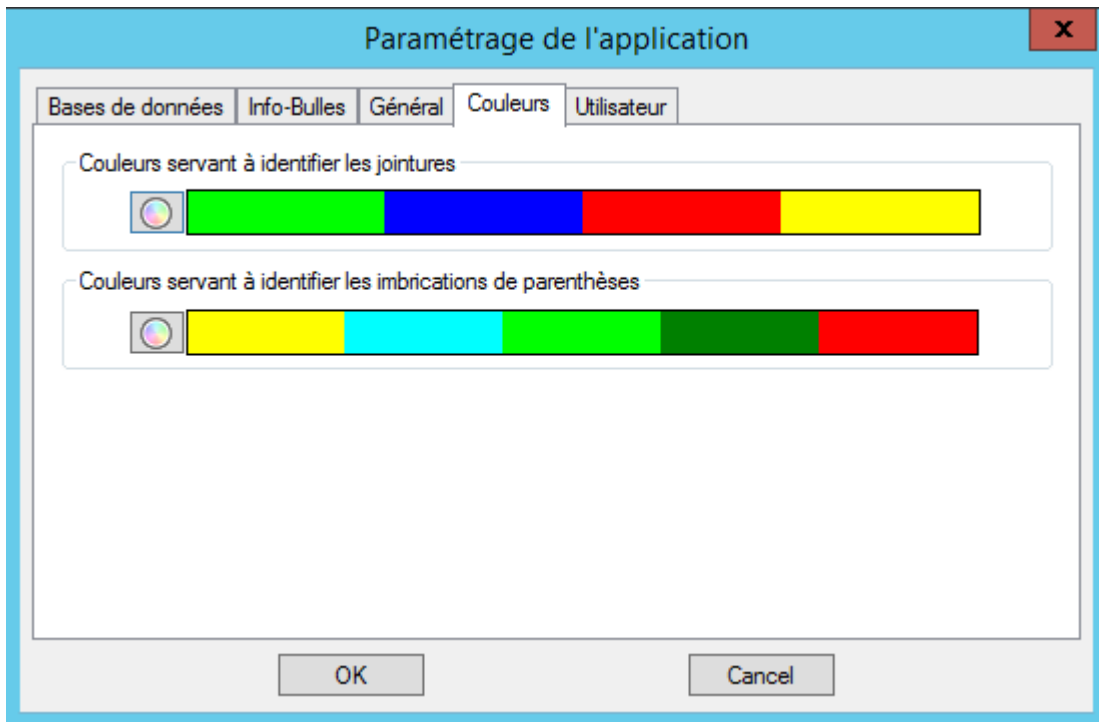 Paramétrage de l'application
x
Bases de données Info-Bulles Général Couleurs Utilisateur
Couleurs servant à identifier les jointures
Couleurs servant à identifier les imbrications de parenthèses
OK Cancel